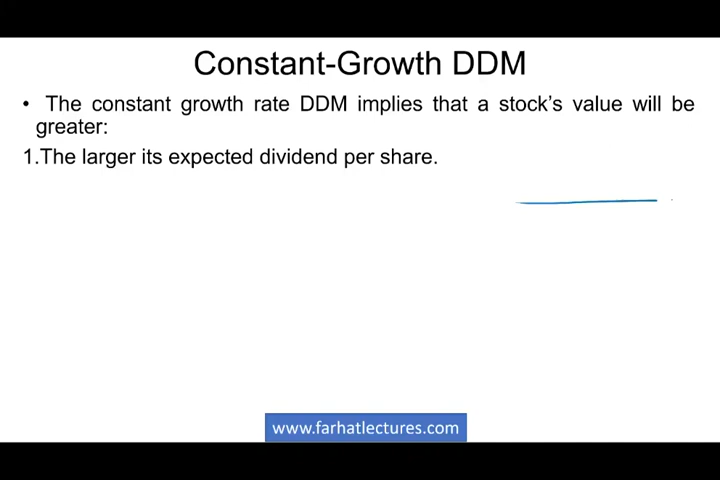 Constant-Growth DDM
• The constant growth rate DDM implies that a stock's value will be
greater:
1.The larger its expected dividend per share.
www.farhatlectures.com